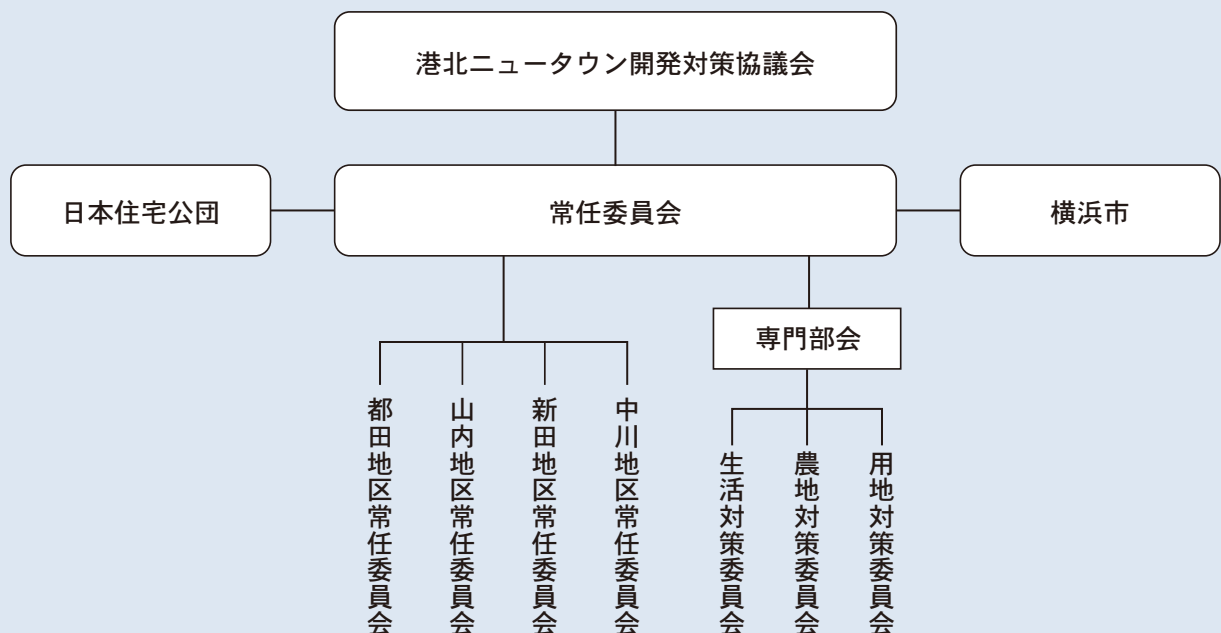 港北ニュータウン開発対策協議会
日本住宅公団
常任委員会
横浜市
専門部会
都田地区常任委員会
山内地区常任委員会
新田地区常任委員会
中川地区常任委員会
生活対策委員会
農地対策委員会
用地対策委員会